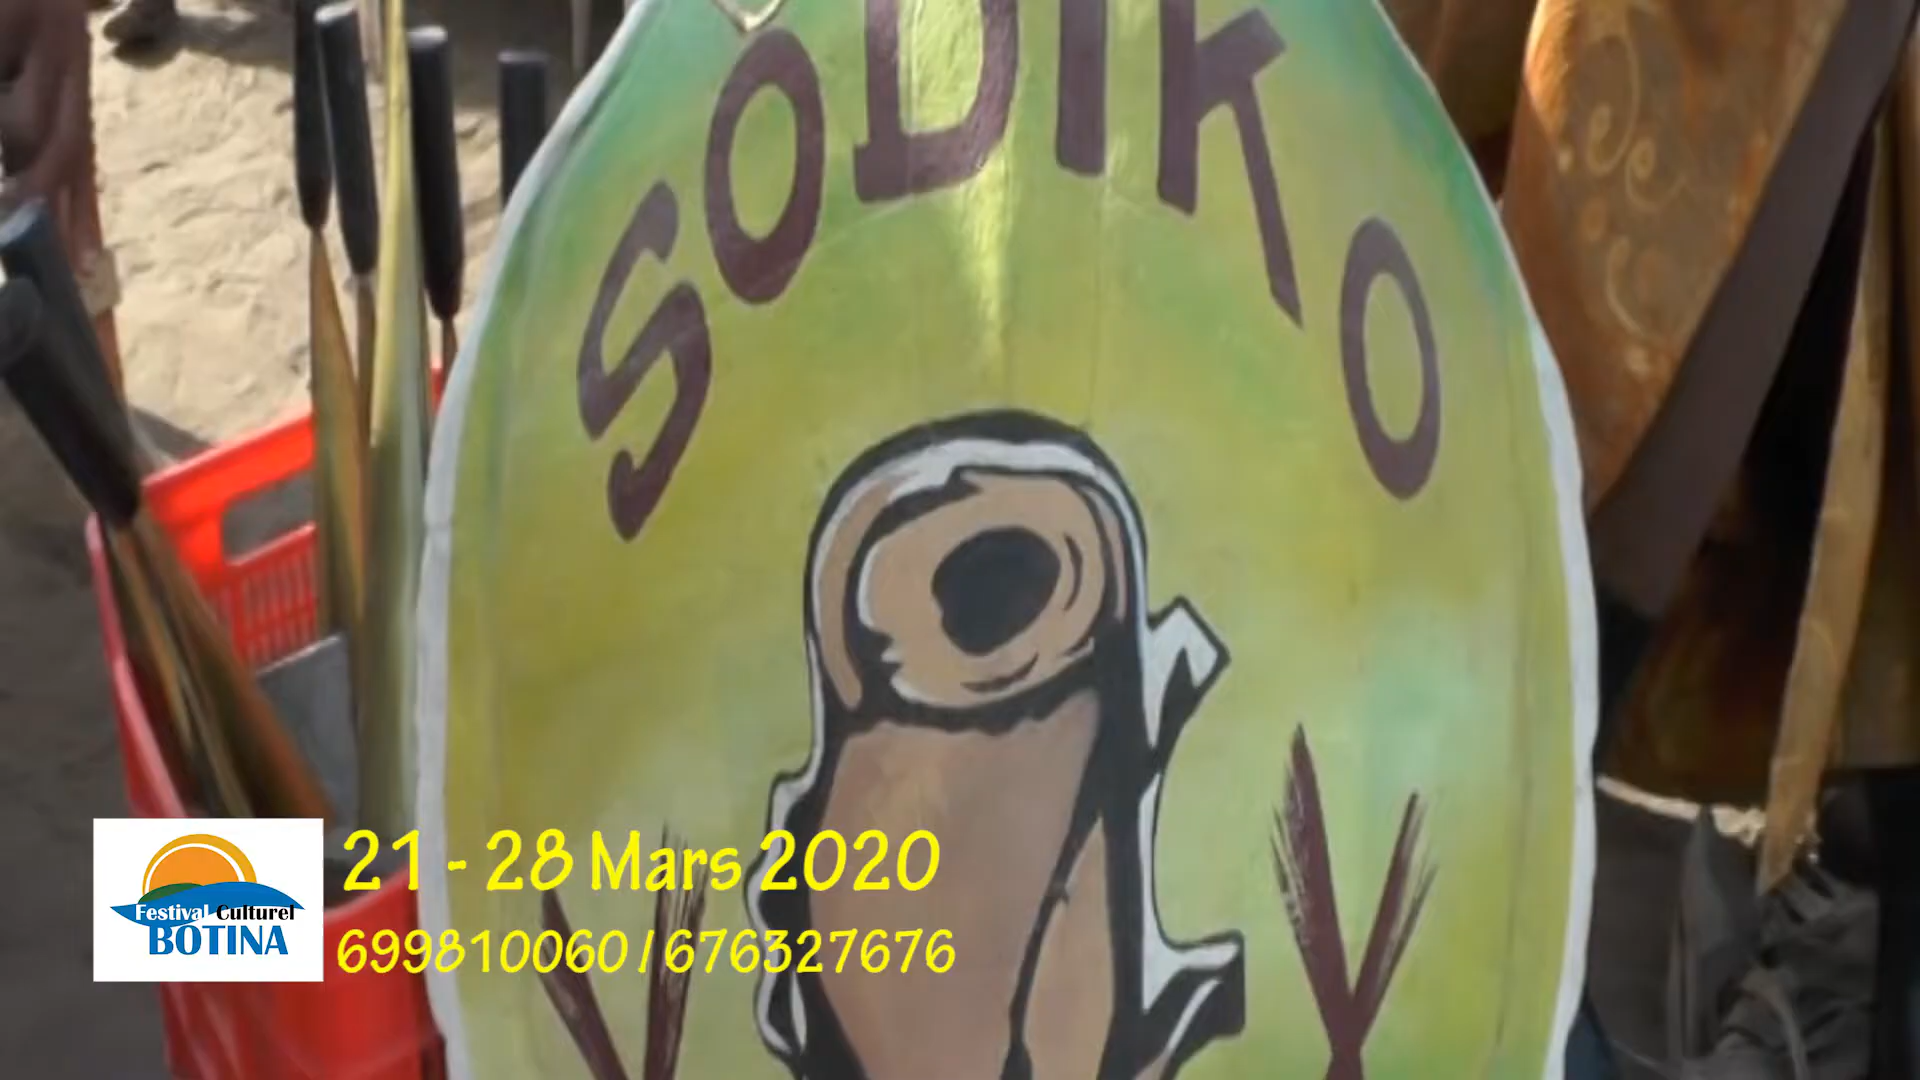 SODIKO
21 - 28 Mars 2020
Festival Culturel
BOTINA
699810060 / 676327676